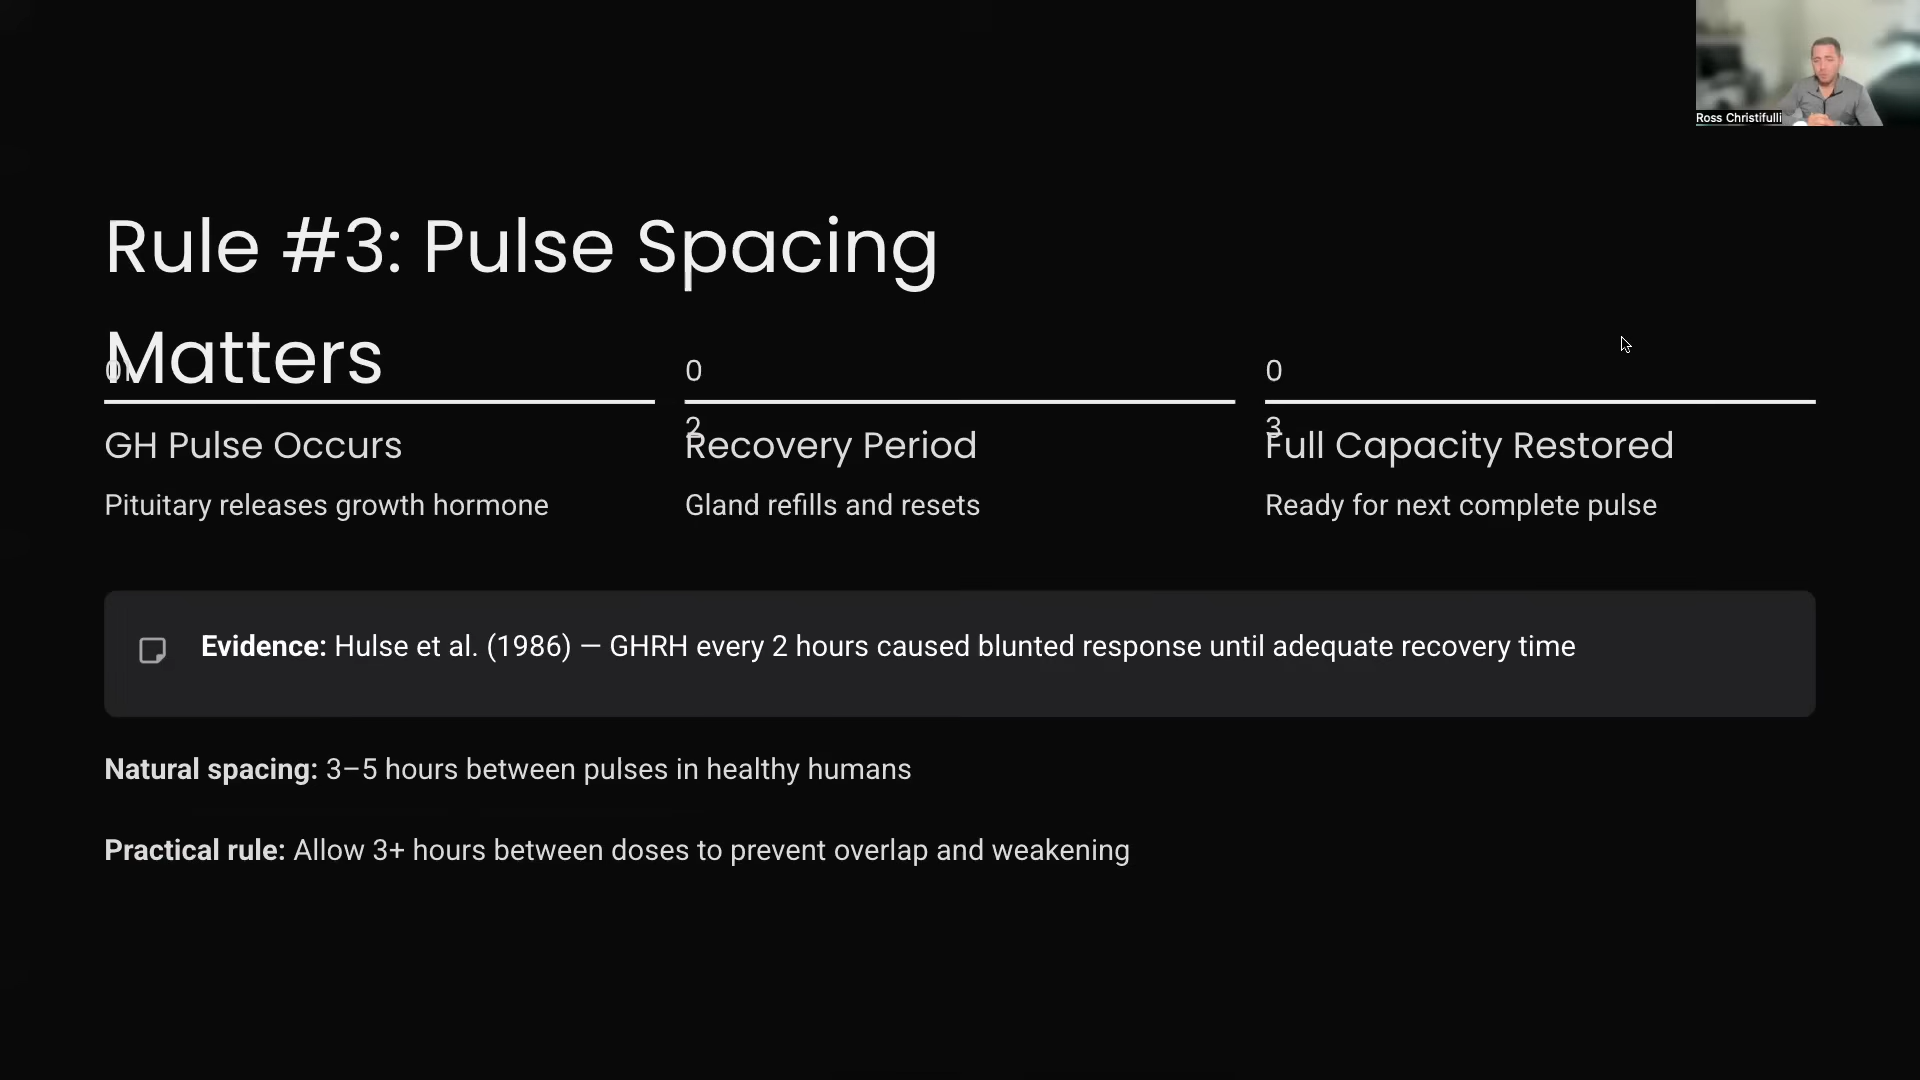 Ross Christifulli
Rule #3: Pulse Spacing
Matters
01
GH Pulse Occurs
Pituitary releases growth hormone
0
2
Recovery Period
Gland refills and resets
0
3
Full Capacity Restored
Ready for next complete pulse
Evidence: Hulse et al. (1986) — GHRH every 2 hours caused blunted response until adequate recovery time
Natural spacing: 3–5 hours between pulses in healthy humans
Practical rule: Allow 3+ hours between doses to prevent overlap and weakening